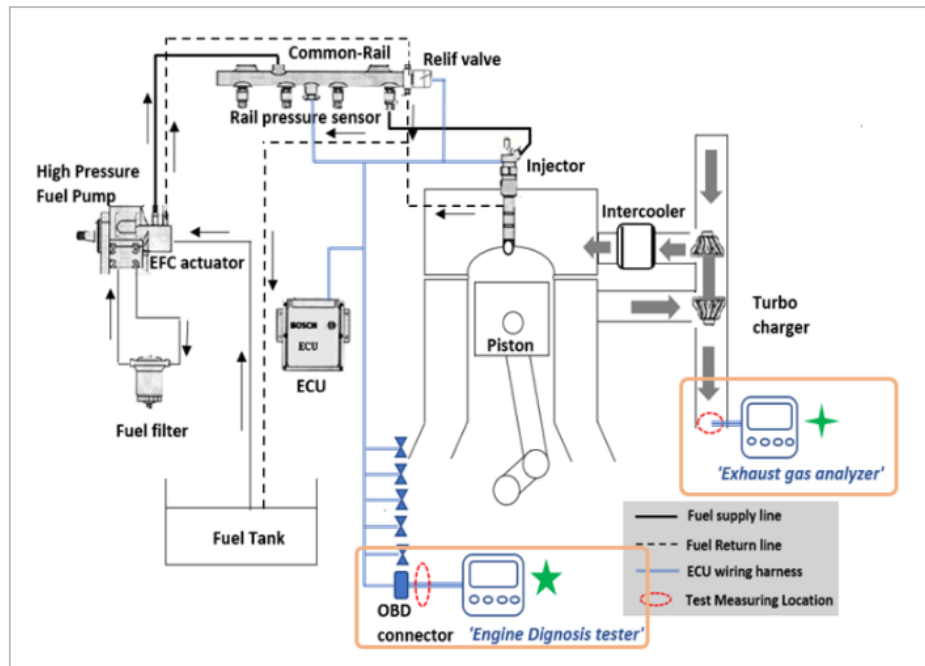 Common-Rail
Relif valve
Rail pressure sensor
High Pressure
Fuel Pump
Injector
Intercooler
EFC actuator
BOSCH
ECU
Turbo
charger
Piston
ECU
Fuel filter
'Exhaust gas analyzer'
Fuel supply line
Fuel Tank
Fuel Return line
ECU wiring harness
Test Measuring Location
OBD
connector
'Engine Dignosis tester'